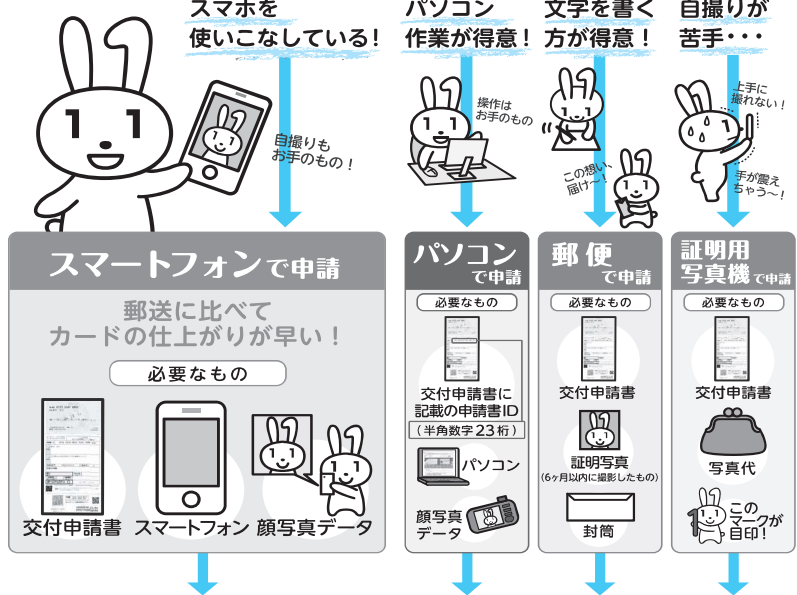 スマホを
使いこなしている！
自撮りも
お手のもの！
スマートフォンで申請
郵送に比べて
カードの仕上がりが早い！
必要なもの
交付申請書
スマートフォン
顔写真データ
パソコン
作業が得意！
操作は
お手のもの
パソコン
で申請
必要なもの
交付申請書に
記載の申請書ID
（半角数字23桁）
パソコン
顔写真
データ
文字を書く
方が得意！
この想い、
届け〜！
郵便
で申請
必要なもの
交付申請書
証明写真
（6ヶ月以内に撮影したもの）
封筒
自撮りが
苦手・・・
上手に
撮れない！
手が震え
ちゃう〜！
証明用
写真機で申請
必要なもの
交付申請書
写真代
この
マークが
目印！